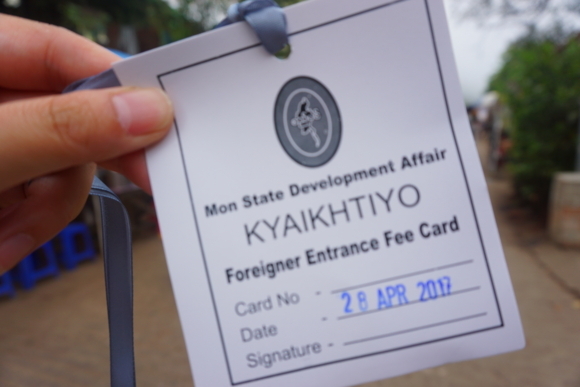 Mon State Development Affair
KYAIKHTIYO
Foreigner Entrance Fee Card
Card No -
Date - 28 APR 2017
Signature -